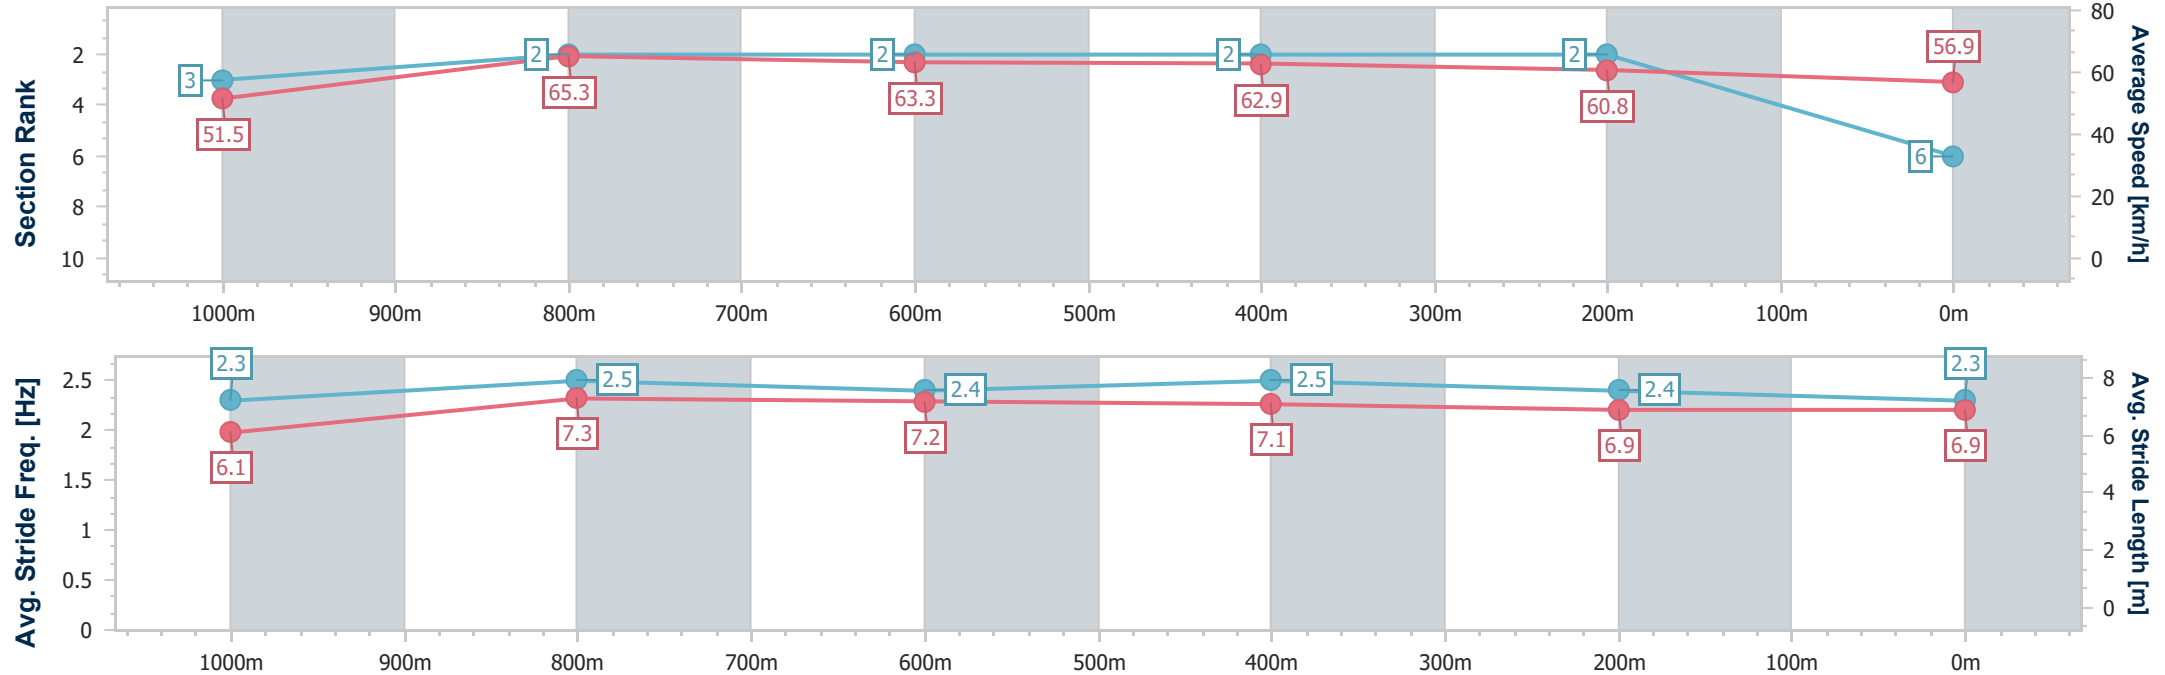 Section Rank
2
4
6
8
10
3
2
2
2
2
6
51.5
65.3
63.3
62.9
60.8
56.9
80
60
40
20
0
Average Speed [km/h]
1000m
900m
800m
700m
600m
500m
400m
300m
200m
100m
0m
Avg. Stride Freq. [Hz]
2.5
2
1.5
1
0.5
0
2.3
2.5
2.4
2.5
2.4
2.3
6.1
7.3
7.2
7.1
6.9
6.9
8
6
4
2
0
Avg. Stride Length [m]
1000m
900m
800m
700m
600m
500m
400m
300m
200m
100m
0m